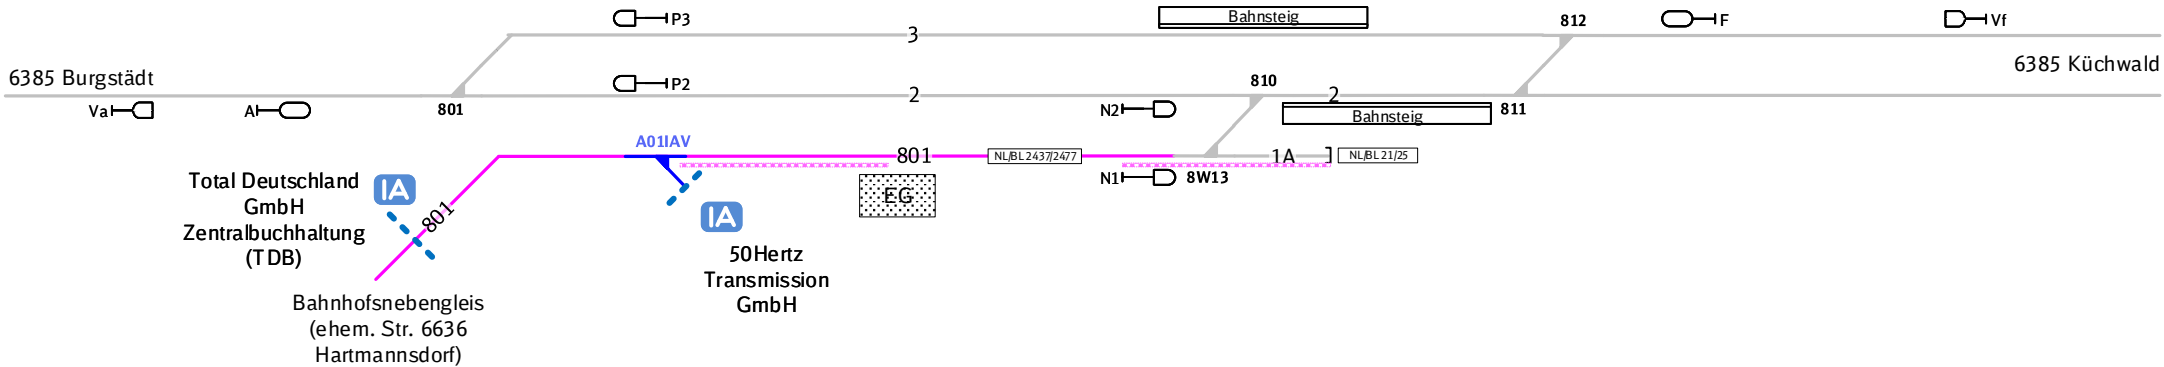 P3
Bahnsteig
812
F
Vf
3
6385 Burgstädt
6385 Küchwald
P2
810
2
2
Va
A
801
N2
Bahnsteig
811
A01IAV
801
NL/BL 2437/2477
1A
NL/BL 21/25
N1
8W13
Total Deutschland
GmbH
Zentralbuchhaltung
(TDB)
IA
801
EG
IA
50Hertz
Transmission
GmbH
Bahnhofsnebengleis
(ehem. Str. 6636
Hartmannsdorf)